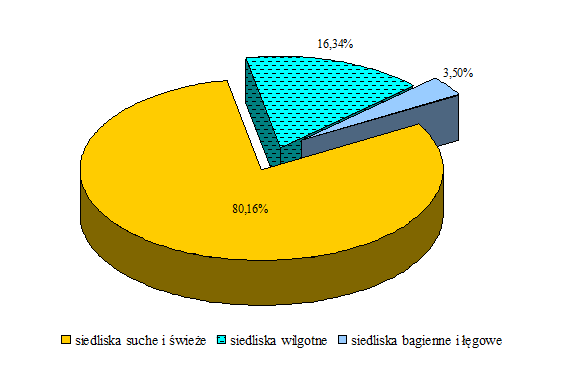 16,34%
3,50%
80,16%
siedliska suche i świeże siedliska wilgotne siedliska bagienne i łęgowe